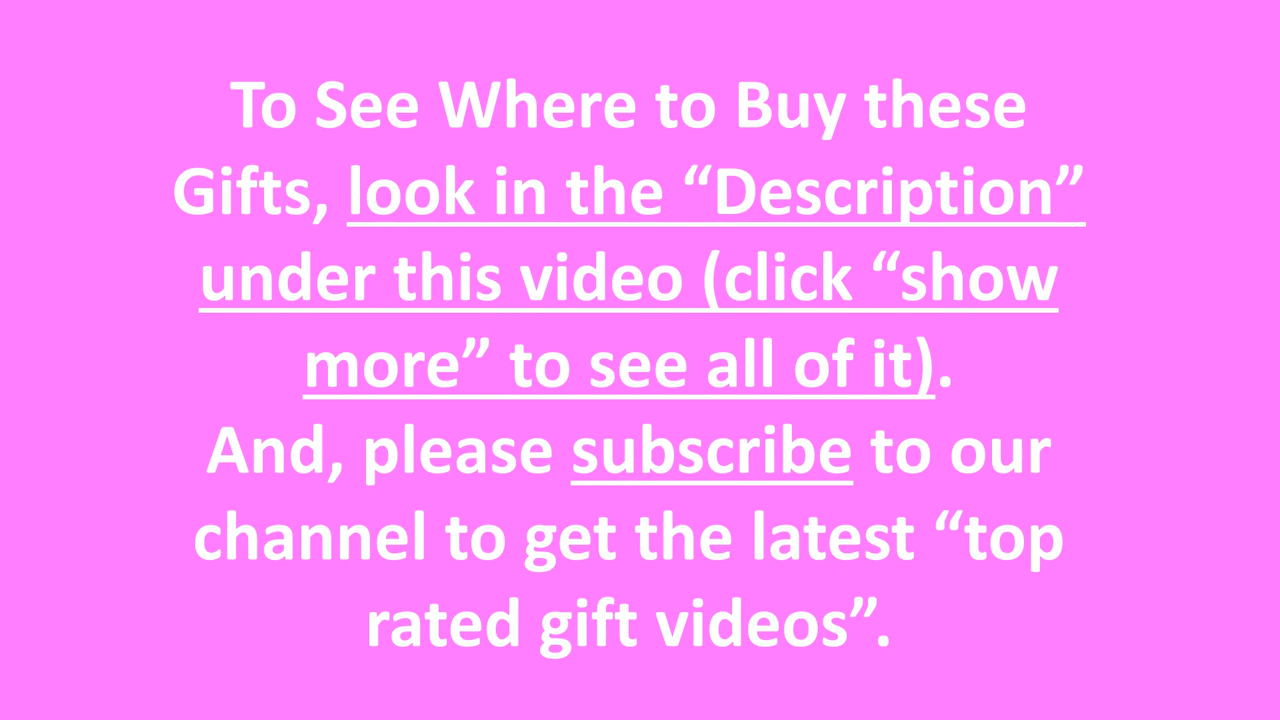 To See Where to Buy these
Gifts, look in the “Description”
under this video (click “show
more” to see all of it).
And, please subscribe to our
channel to get the latest “top
rated gift videos”.